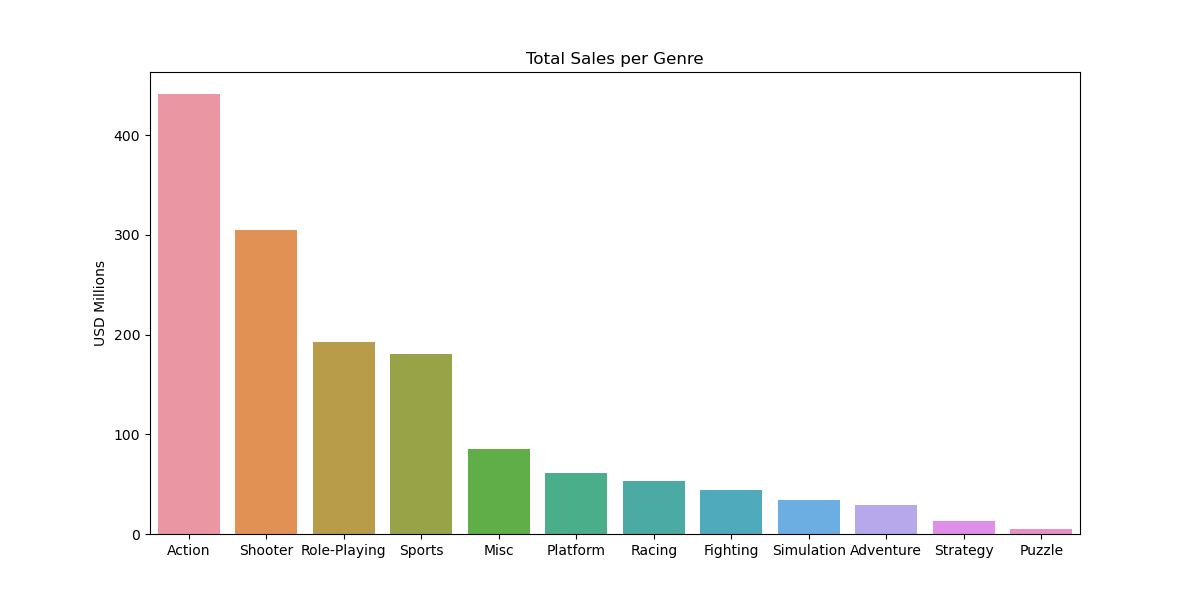 Total Sales per Genre
USD Millions
400
300
200
100
0
Action Shooter Role-Playing Sports Misc Platform Racing Fighting Simulation Adventure Strategy Puzzle